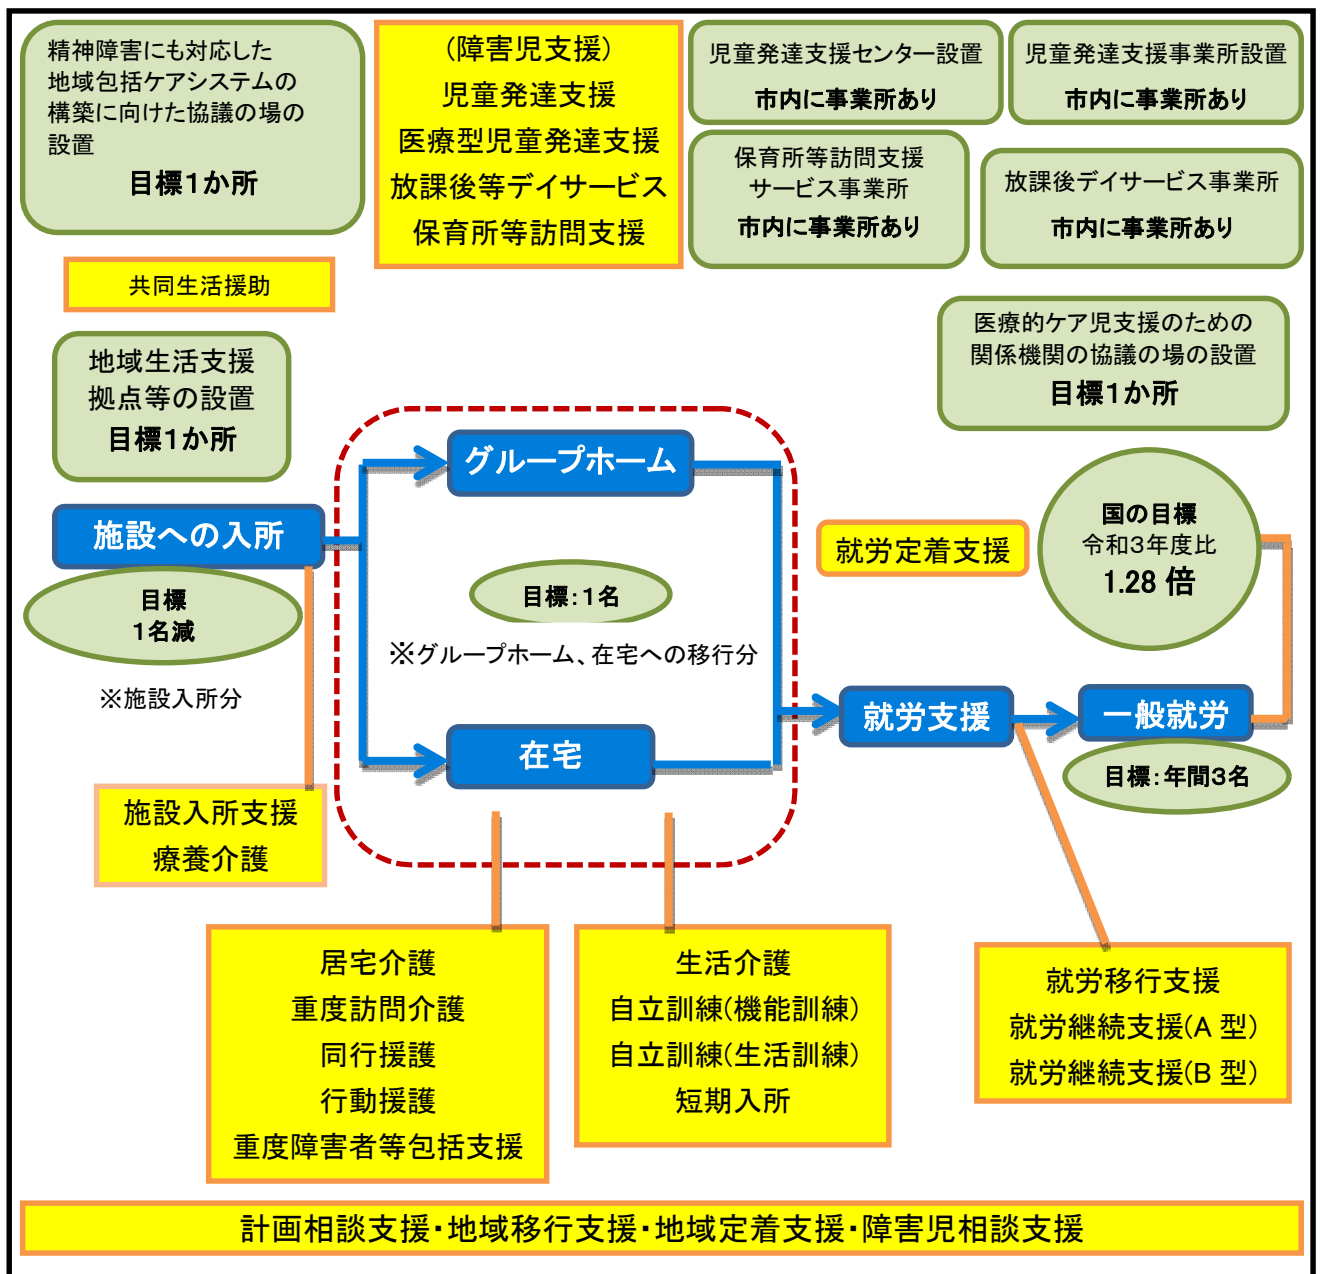 精神障害にも対応した
地域包括ケアシステムの
構築に向けた協議の場の
設置
目標1か所
(障害児支援)
児童発達支援
医療型児童発達支援
放課後等デイサービス
保育所等訪問支援
児童発達支援センター設置
市内に事業所あり
児童発達支援事業所設置
市内に事業所あり
保育所等訪問支援
サービス事業所
市内に事業所あり
放課後デイサービス事業所
市内に事業所あり
共同生活援助
医療的ケア児支援のための
関係機関の協議の場の設置
目標1か所
地域生活支援
拠点等の設置
目標1か所
グループホーム
施設への入所
目標
1名減
※施設入所分
目標:1名
※グループホーム、在宅への移行分
就労定着支援
国の目標
令和3年度比
1.28 倍
在宅
就労支援
一般就労
目標:年間3名
施設入所支援
療養介護
居宅介護
重度訪問介護
同行援護
行動援護
重度障害者等包括支援
生活介護
自立訓練(機能訓練)
自立訓練(生活訓練)
短期入所
就労移行支援
就労継続支援(A 型)
就労継続支援(B 型)
計画相談支援・地域移行支援・地域定着支援・障害児相談支援